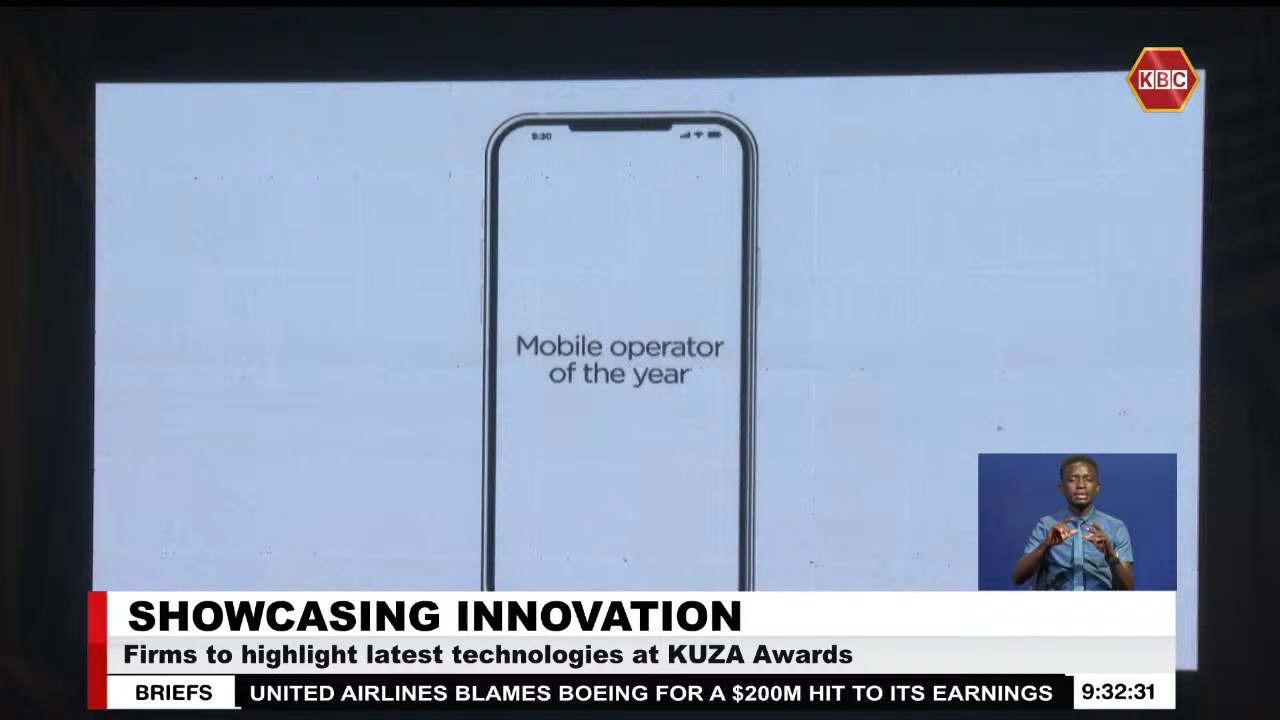 KBC
9:30
Mobile operator
of the year
SHOWCASING INNOVATION
Firms to highlight latest technologies at KUZA Awards
BRIEFS UNITED AIRLINES BLAMES BOEING FOR A $200M HIT TO ITS EARNINGS 9:32:31